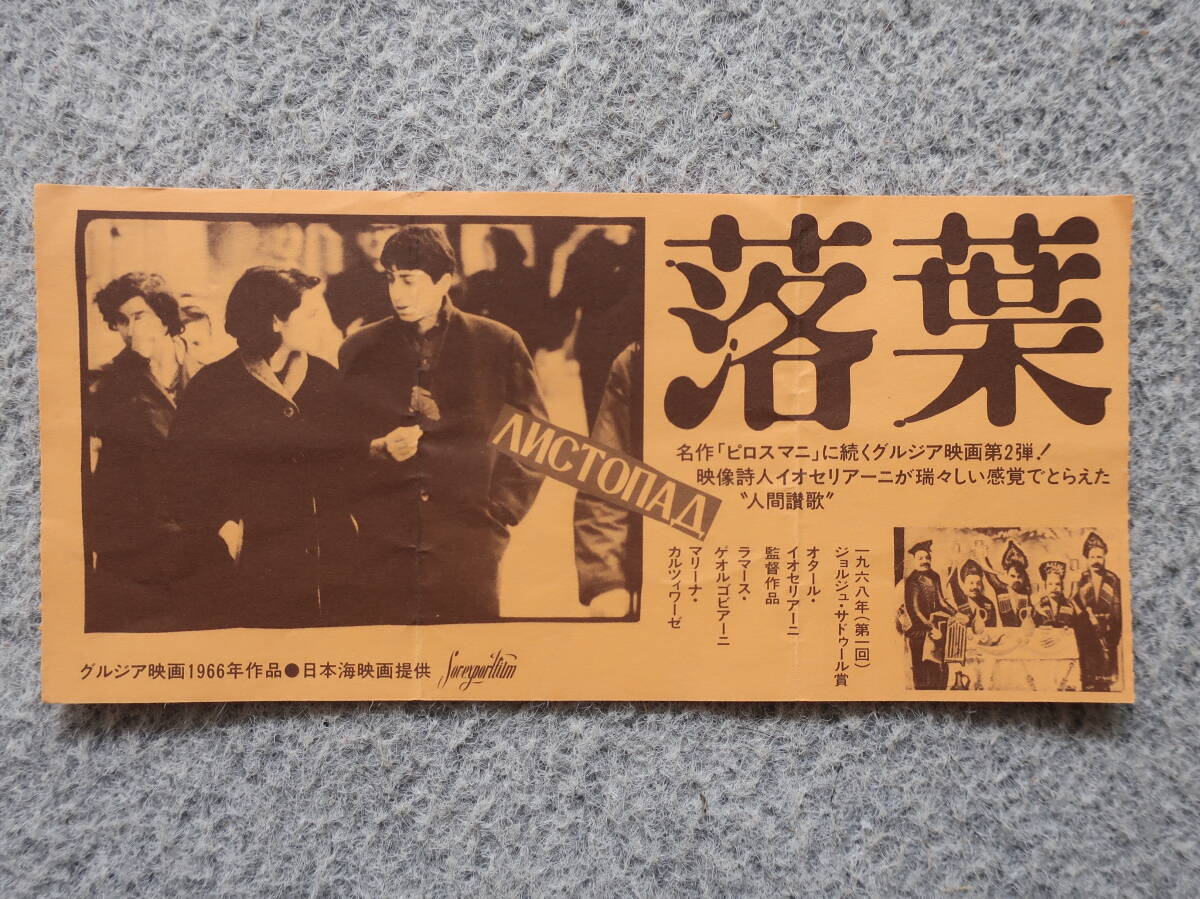 落葉
名作「ピロスマニ」に続くグルジア映画第2弾!
映像詩人イオセリアーニが瑞々しい感覚でとらえた
"人間讃歌"
ЛИСТОПАД
一九六八年(第一回)
ジョルジュ・サドゥール賞
オタール・
イオセリアーニ
監督作品
ラマース・
ゲオルゴビアーニ
マリーナ・
カルツィワーゼ
グルジア映画1966年作品●日本海映画提供 Sovexportfilm